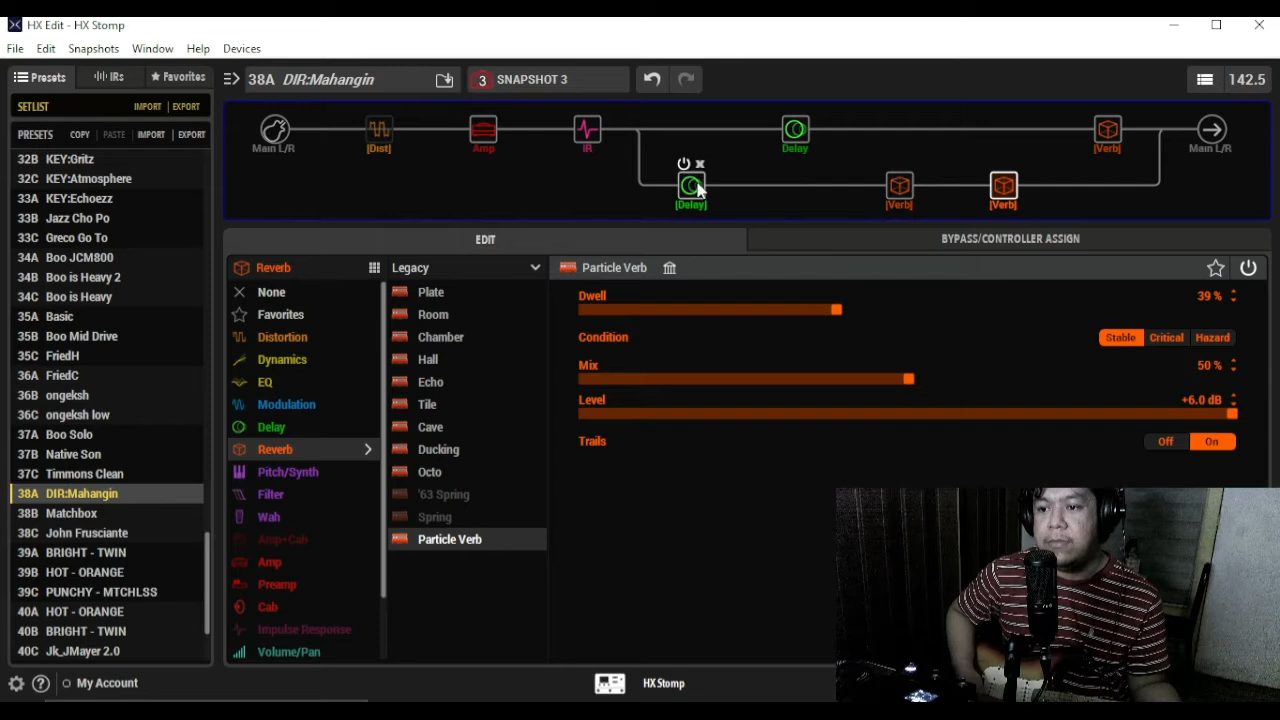 HX Edit - HX Stomp
File Edit Snapshots Window Help Devices
Presets IRs Favorites
38A DIR:Mahangin
3 SNAPSHOT 3
142.5
SETLIST IMPORT EXPORT
PRESETS COPY PASTE IMPORT EXPORT
32B KEY:Gritz
32C KEY:Atmosphere
33A KEY:Echoezz
33B Jazz Cho Po
33C Greco Go To
34A Boo JCM800
34B Boo is Heavy 2
34C Boo is Heavy
35A Basic
35B Boo Mid Drive
35C FriedH
36A FriedC
36B ongeksh
36C ongeksh low
37A Boo Solo
37B Native Son
37C Timmons Clean
38A DIR:Mahangin
38B Matchbox
38C John Frusciante
39A BRIGHT - TWIN
39B HOT - ORANGE
39C PUNCHY - MTCHLSS
40A HOT - ORANGE
40B BRIGHT - TWIN
40C Jk_JMayer 2.0
My Account
Main L/R
|Dist|
Amp
IR
Delay
|Verb|
Main L/R
|Delay|
|Verb|
|Verb|
EDIT
BYPASS/CONTROLLER ASSIGN
Reverb
None
Favorites
Distortion
Dynamics
EQ
Modulation
Delay
Reverb
Pitch/Synth
Filter
Wah
Amp+Cab
Amp
Preamp
Cab
Impulse Response
Volume/Pan
Legacy
Plate
Room
Chamber
Hall
Echo
Tile
Cave
Ducking
Octo
'63 Spring
Spring
Particle Verb
Particle Verb
Dwell 39 %
Condition Stable Critical Hazard
Mix 50 %
Level +6.0 dB
Trails Off On
HX Stomp